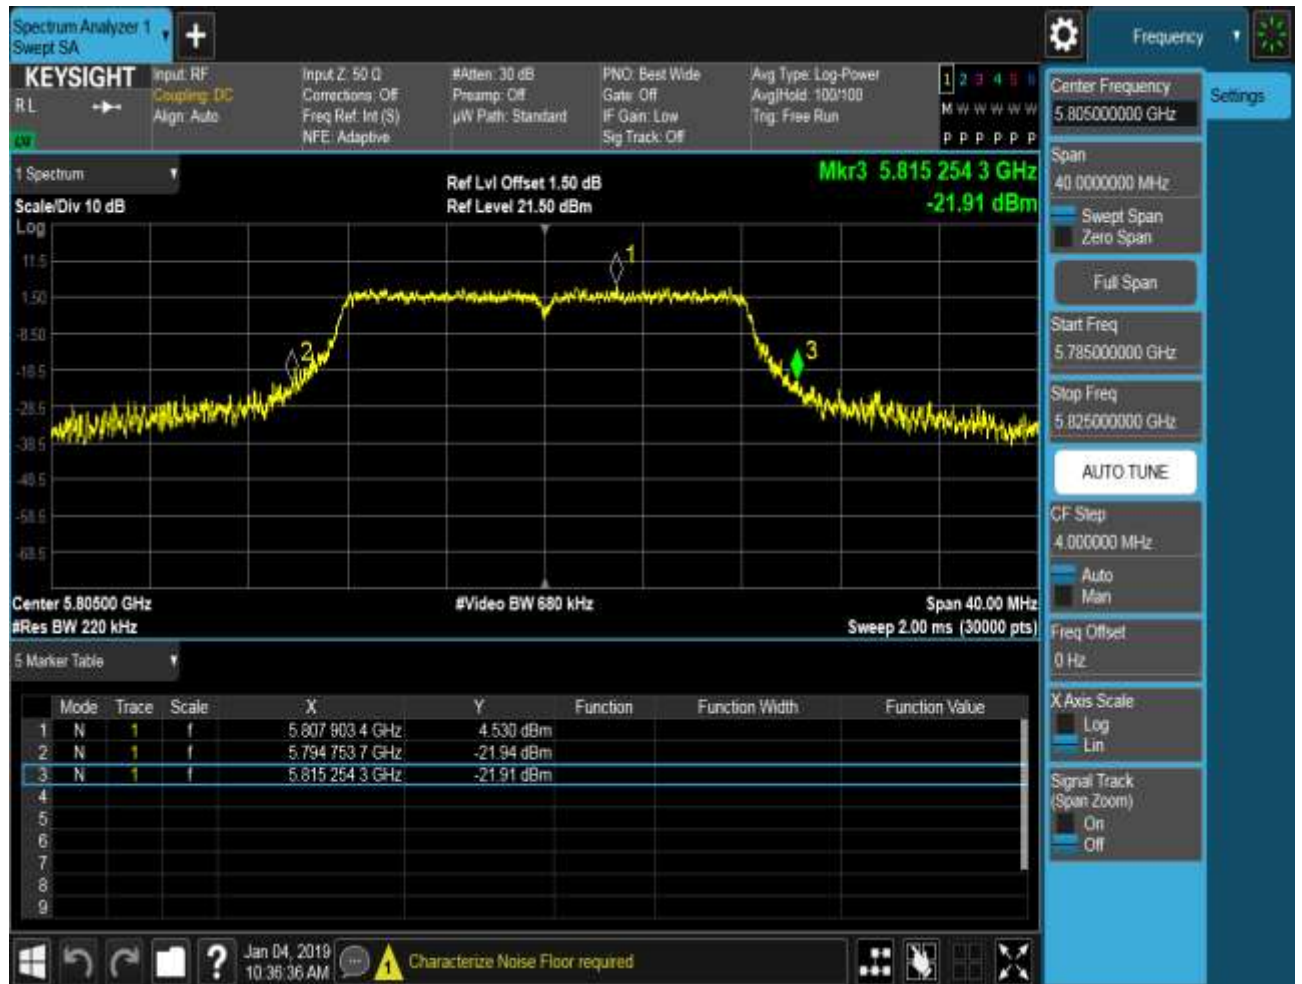 Spectrum Analyzer 1
Swept SA
+
Frequency
KEYSIGHT
RL
Input: RF
Coupling: DC
Align: Auto
Input Z: 50 Ω
Corrections: Off
Freq Ref: Int (S)
NFE: Adaptive
#Atten: 30 dB
Preamp: Off
µW Path: Standard
PNO: Best Wide
Gate: Off
IF Gain: Low
Sig Track: Off
Avg Type: Log-Power
Avg|Hold: 100/100
Trig: Free Run
1 2 3 4 5 6
M W W W W W
P P P P P P
1 Spectrum
Scale/Div 10 dB
Ref Lvl Offset 1.50 dB
Ref Level 21.50 dBm
Mkr3 5.815 254 3 GHz
-21.91 dBm
Log
11.5
1.50
-8.50
-18.5
-28.5
-38.5
-48.5
-58.5
-68.5
1
2
3
Center 5.80500 GHz
#Video BW 680 kHz
Span 40.00 MHz
#Res BW 220 kHz
Sweep 2.00 ms (30000 pts)
5 Marker Table
Mode Trace Scale X Y Function Function Width Function Value
1 N 1 f 5.807 903 4 GHz 4.530 dBm
2 N 1 f 5.794 753 7 GHz -21.94 dBm
3 N 1 f 5.815 254 3 GHz -21.91 dBm
4
5
6
7
8
9
Jan 04, 2019
10:36:36 AM
?
1
Characterize Noise Floor required
Settings
Center Frequency
5.805000000 GHz
Span
40.0000000 MHz
Swept Span
Zero Span
Full Span
Start Freq
5.785000000 GHz
Stop Freq
5.825000000 GHz
AUTO TUNE
CF Step
4.000000 MHz
Auto
Man
Freq Offset
0 Hz
X Axis Scale
Log
Lin
Signal Track
(Span Zoom)
On
Off